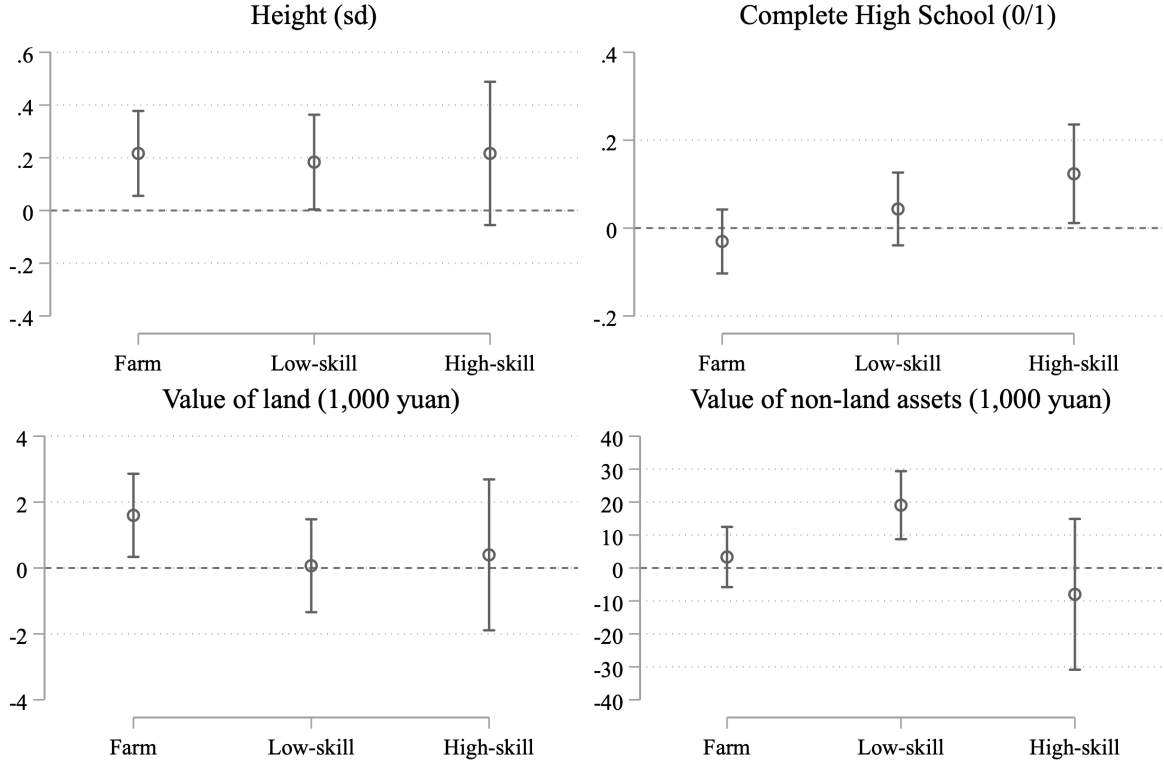 Height (sd)
.6
.4
.2
0
-.2
-.4
Farm
Low-skill
High-skill
Complete High School (0/1)
.4
.2
0
-.2
Farm
Low-skill
High-skill
Value of land (1,000 yuan)
4
2
0
-2
-4
Farm
Low-skill
High-skill
Value of non-land assets (1,000 yuan)
40
30
20
10
0
-10
-20
-30
-40
Farm
Low-skill
High-skill